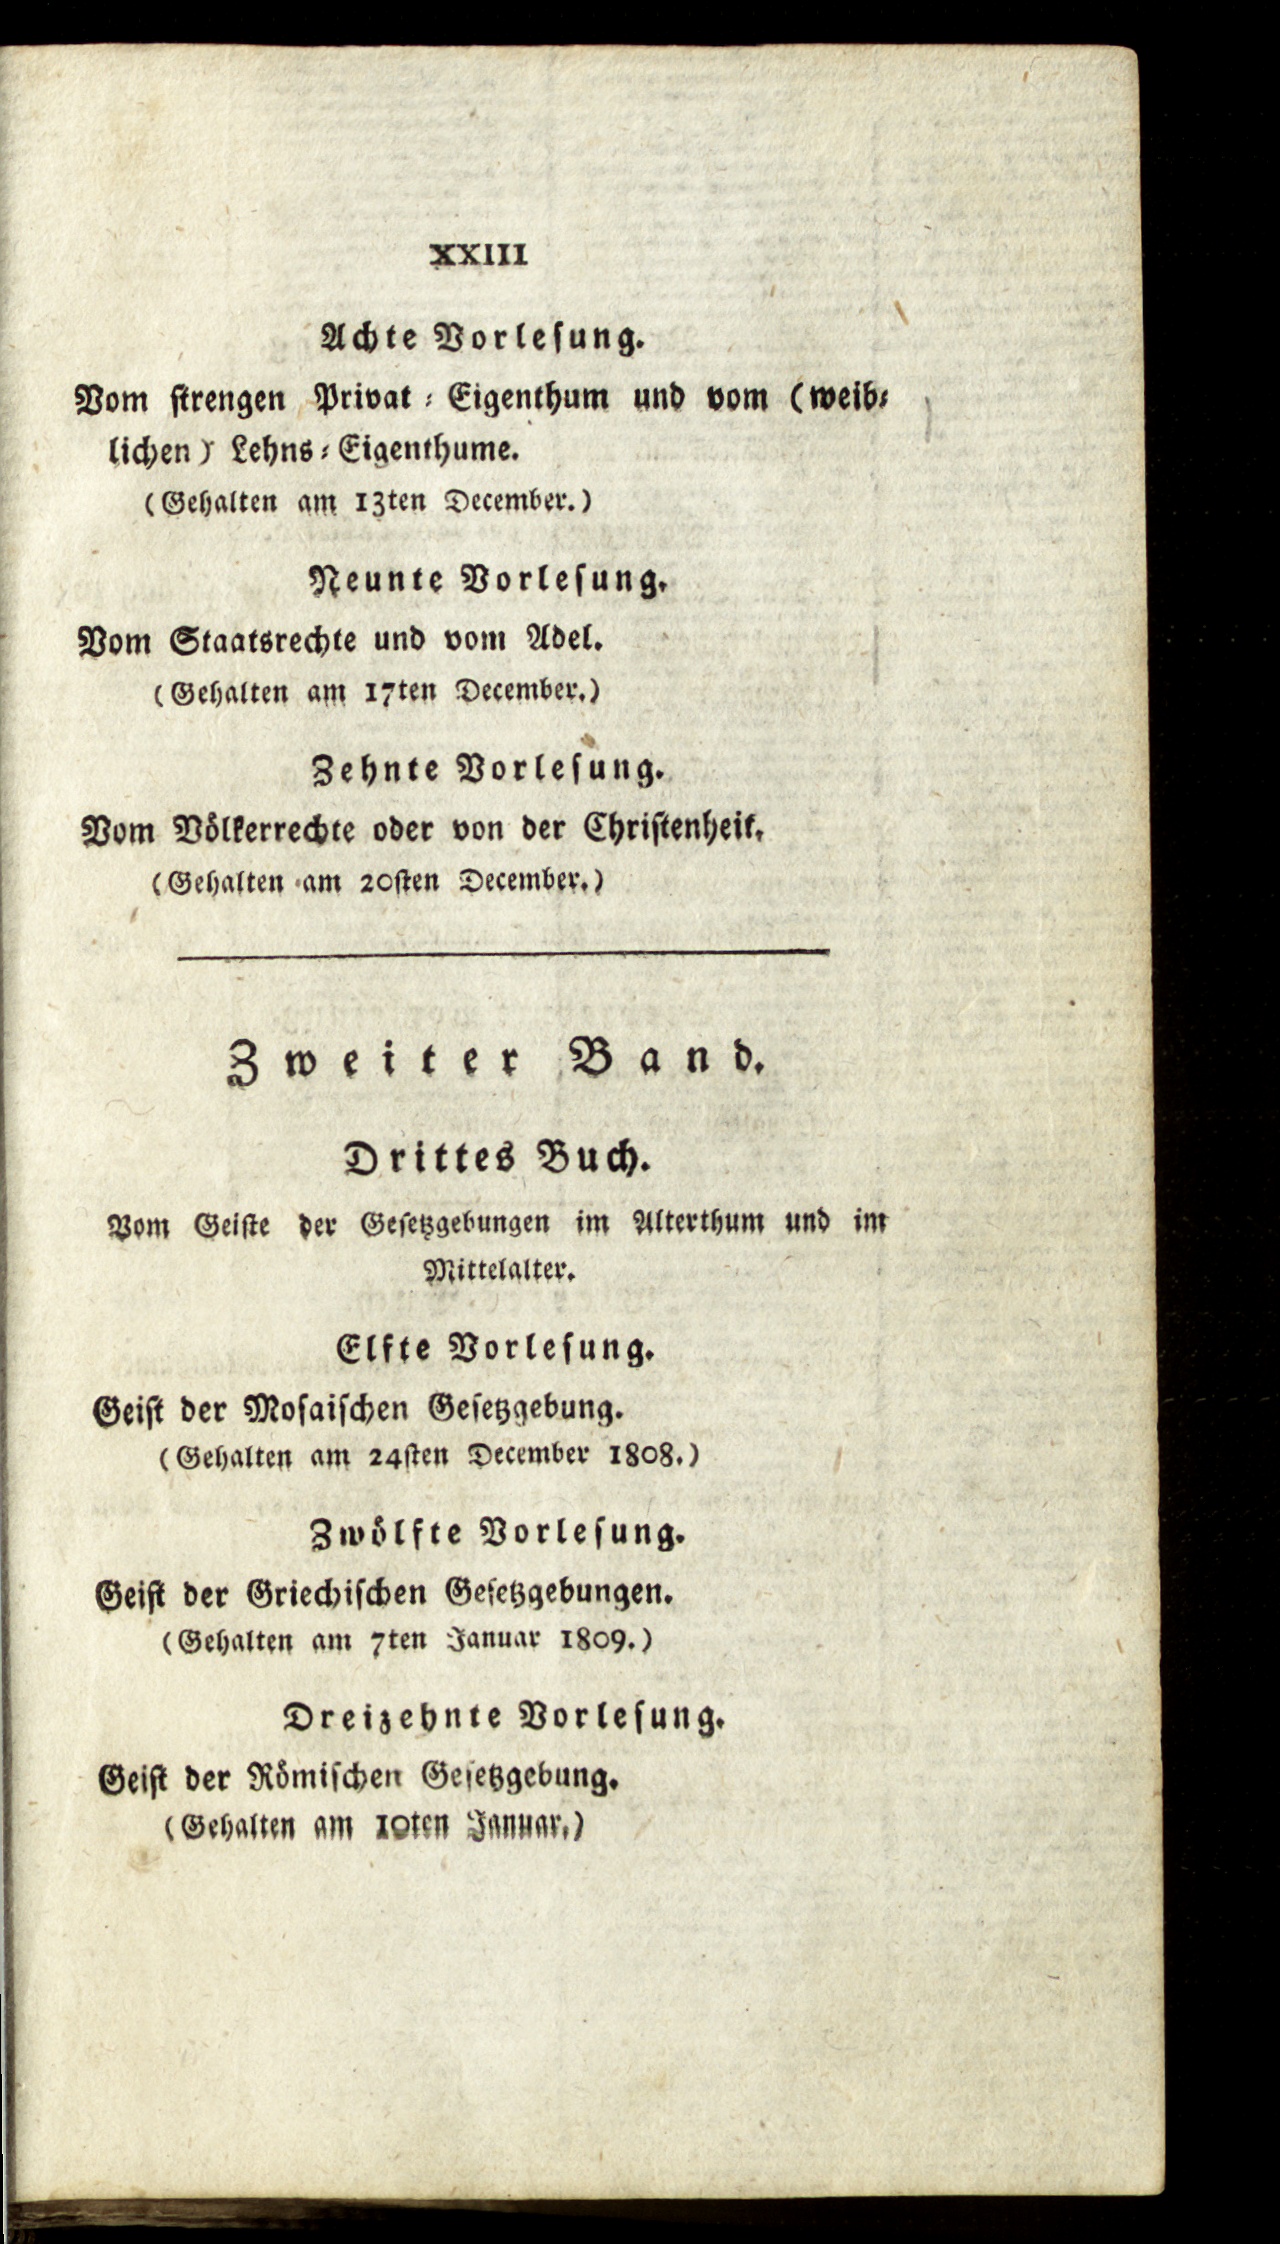 XXIII
Achte Vorlesung.
Vom strengen Privat-Eigenthum und vom (weib-
lichen) Lehns-Eigenthume.
(Gehalten am 13ten December.)
Neunte Vorlesung.
Vom Staatsrechte und vom Adel.
(Gehalten am 17ten December.)
Zehnte Vorlesung.
Vom Völkerrechte oder von der Christenheit.
(Gehalten am 20sten December.)
Zweiter Band.
Drittes Buch.
Vom Geiste der Gesetzgebungen im Alterthum und im
Mittelalter.
Elfte Vorlesung.
Geist der Mosaischen Gesetzgebung.
(Gehalten am 24sten December 1808.)
Zwölfte Vorlesung.
Geist der Griechischen Gesetzgebungen.
(Gehalten am 7ten Januar 1809.)
Dreizehnte Vorlesung.
Geist der Römischen Gesetzgebung.
(Gehalten am 10ten Januar.)